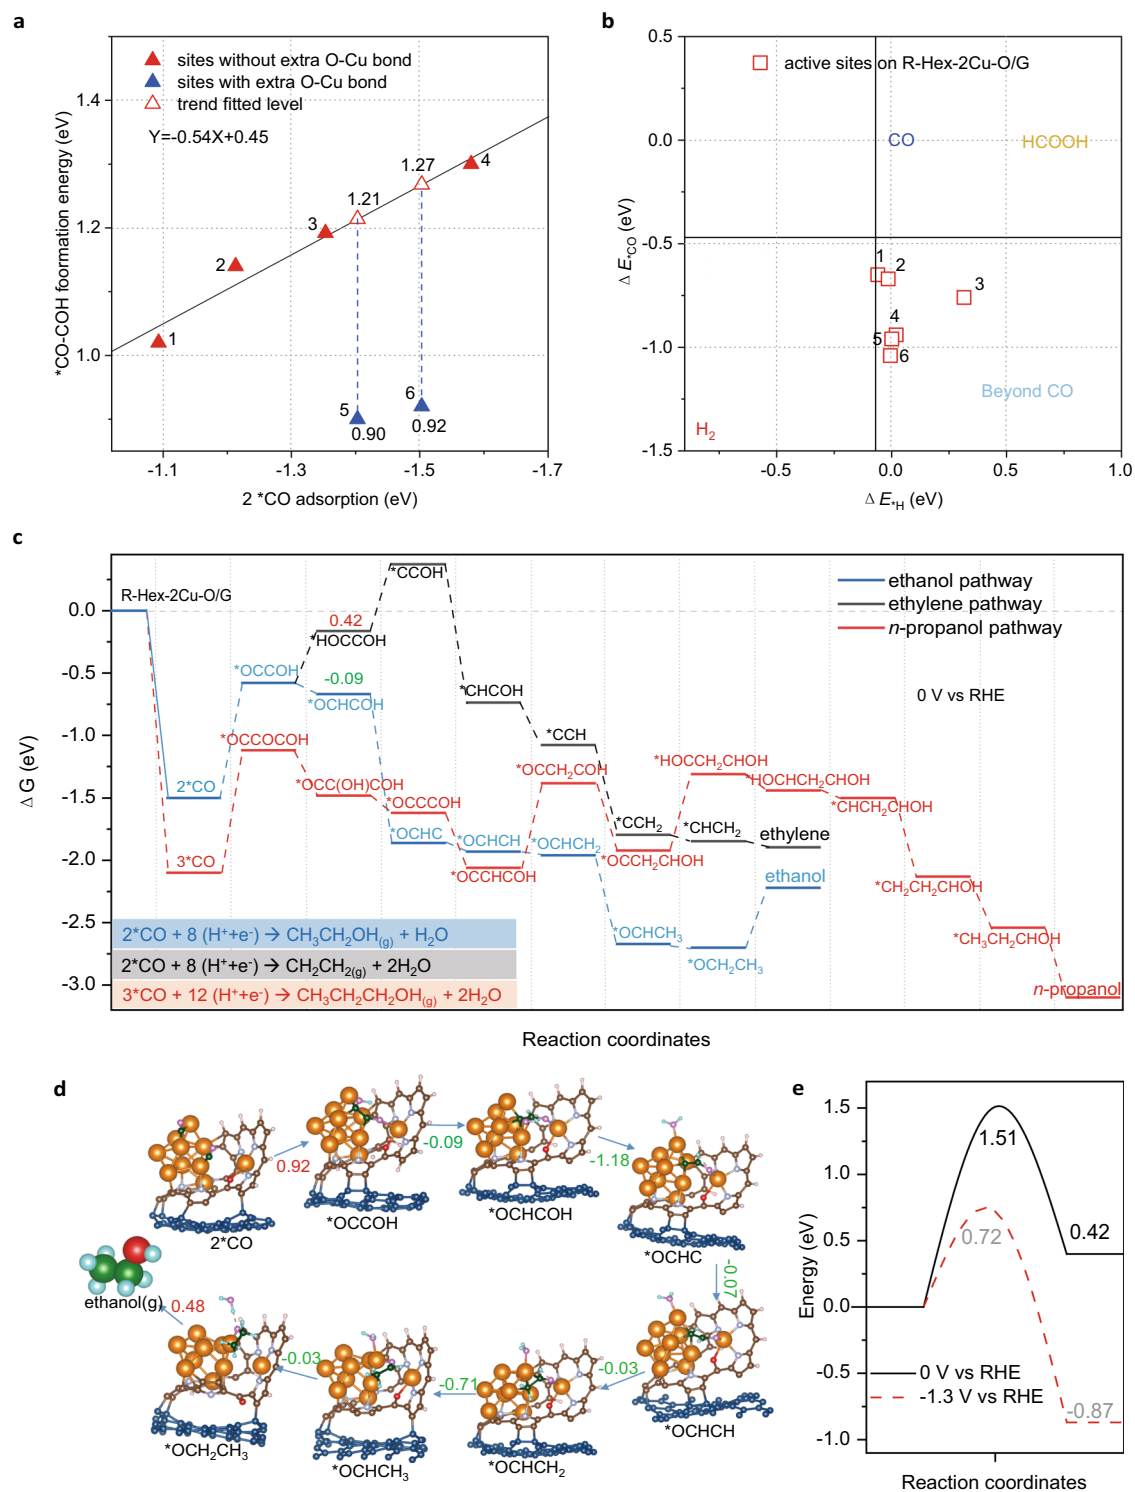 a
sites without extra O-Cu bond
sites with extra O-Cu bond
trend fitted level
Y=-0.54X+0.45
1.4
1.2
1.0
*CO-COH foormation energy (eV)
1
2
3
4
1.21
1.27
5
0.90
6
0.92
-1.1
-1.3
-1.5
-1.7
2 *CO adsorption (eV)
b
active sites on R-Hex-2Cu-O/G
0.5
0.0
-0.5
-1.0
-1.5
Δ E*CO (eV)
CO
HCOOH
1
2
3
4
5
6
Beyond CO
H₂
-0.5
0.0
0.5
1.0
Δ E*H (eV)
c
R-Hex-2Cu-O/G
ethanol pathway
ethylene pathway
n-propanol pathway
0 V vs RHE
0.0
-0.5
-1.0
-1.5
-2.0
-2.5
-3.0
Δ G (eV)
*CCOH
0.42
*HOCCOH
*OCCOH
-0.09
*OCHCOH
*CHCOH
*OCCOCOH
*CCH
2*CO
*OCC(OH)COH
*OCCCOH
*OCCH₂COH
*HOCCH₂CHOH
*HOCHCH₂CHOH
*CHCH₂CHOH
3*CO
*OCHC
*OCHCH
*OCHCH₂
*CCH₂
*CHCH₂
ethylene
*OCCHCOH
*OCCH₂CHOH
ethanol
*CH₂CH₂CHOH
*OCHCH₃
*OCH₂CH₃
*CH₃CH₂CHOH
n-propanol
2*CO + 8 (H⁺+e⁻) → CH₃CH₂OH(g) + H₂O
2*CO + 8 (H⁺+e⁻) → CH₂CH₂(g) + 2H₂O
3*CO + 12 (H⁺+e⁻) → CH₃CH₂CH₂OH(g) + 2H₂O
Reaction coordinates
d
2*CO
0.92
*OCCOH
-0.09
*OCHCOH
-1.18
*OCHC
-0.07
*OCHCH
-0.03
*OCHCH₂
-0.71
*OCHCH₃
-0.03
*OCH₂CH₃
0.48
ethanol(g)
e
1.5
1.0
0.5
0.0
-0.5
-1.0
Energy (eV)
1.51
0.72
0.42
-0.87
0 V vs RHE
-1.3 V vs RHE
Reaction coordinates